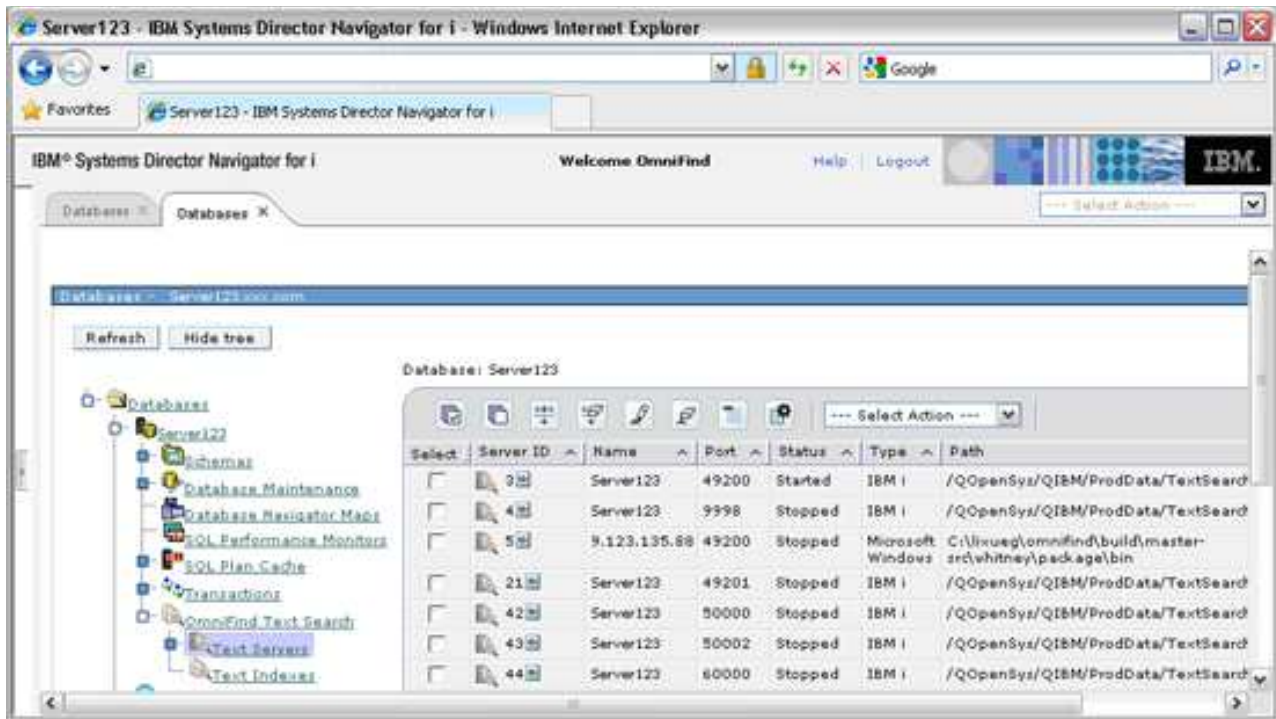 Server123 - IBM Systems Director Navigator for i - Windows Internet Explorer
Google
Favorites
Server123 - IBM Systems Director Navigator for i
IBM® Systems Director Navigator for i
Welcome OmniFind
Help
Logout
IBM.
Databases
Databases
--- Select Action ---
Databases - Server123.xxx.com
Refresh
Hide tree
Database: Server123
Databases
Server123
Schemas
Database Maintenance
Database Navigator Maps
SQL Performance Monitors
SQL Plan Cache
Transactions
OmniFind Text Search
Text Servers
Text Indexes
--- Select Action ---
Select Server ID Name Port Status Type Path
3 Server123 49200 Started IBM i /QOpenSys/QIBM/ProdData/TextSearch
4 Server123 9998 Stopped IBM i /QOpenSys/QIBM/ProdData/TextSearch
5 9.123.135.88 49200 Stopped Microsoft C:\lixueg\omnifind\build\master-
Windows src\whitney\package\bin
21 Server123 49201 Stopped IBM i /QOpenSys/QIBM/ProdData/TextSearch
42 Server123 50000 Stopped IBM i /QOpenSys/QIBM/ProdData/TextSearch
43 Server123 50002 Stopped IBM i /QOpenSys/QIBM/ProdData/TextSearch
44 Server123 60000 Stopped IBM i /QOpenSys/QIBM/ProdData/TextSearch